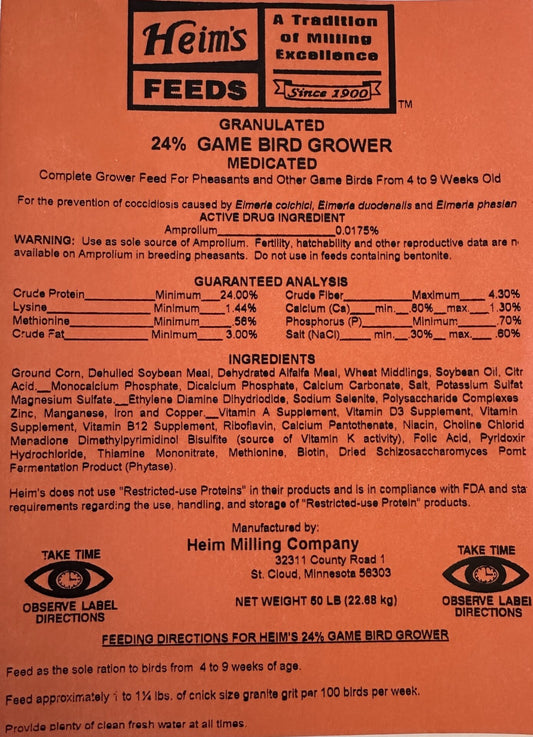 Heim's
FEEDS
A Tradition
of Milling
Excellence
Since 1900
TM
GRANULATED
24% GAME BIRD GROWER
MEDICATED
Complete Grower Feed For Pheasants and Other Game Birds From 4 to 9 Weeks Old
For the prevention of coccidiosis caused by Eimeria colchici, Eimeria duodenalis and Eimeria phasian
ACTIVE DRUG INGREDIENT
Amprolium 0.0175%
WARNING: Use as sole source of Amprolium. Fertility, hatchability and other reproductive data are n
available on Amprolium in breeding pheasants. Do not use in feeds containing bentonite.
GUARANTEED ANALYSIS
Crude Protein Minimum 24.00% Crude Fiber Maximum 4.30%
Lysine Minimum 1.44% Calcium (Ca) min. .80% max. 1.30%
Methionine Minimum .56% Phosphorus (P) Minimum .70%
Crude Fat Minimum 3.00% Salt (NaCl) min. .30% max. .60%
INGREDIENTS
Ground Corn, Dehulled Soybean Meal, Dehydrated Alfalfa Meal, Wheat Middlings, Soybean Oil, Citr
Acid. Monocalcium Phosphate, Dicalcium Phosphate, Calcium Carbonate, Salt, Potassium Sulfat
Magnesium Sulfate. Ethylene Diamine Dihydriodide, Sodium Selenite, Polysaccharide Complexes
Zinc, Manganese, Iron and Copper. Vitamin A Supplement, Vitamin D3 Supplement, Vitamin
Supplement, Vitamin B12 Supplement, Riboflavin, Calcium Pantothenate, Niacin, Choline Chlorid
Menadione Dimethylpyrimidinol Bisulfite (source of Vitamin K activity), Folic Acid, Pyridoxir
Hydrochloride, Thiamine Mononitrate, Methionine, Biotin, Dried Schizosaccharomyces Pomb
Fermentation Product (Phytase).
Heim's does not use "Restricted-use Proteins" in their products and is in compliance with FDA and sta
requirements regarding the use, handling, and storage of "Restricted-use Protein" products.
Manufactured by:
Heim Milling Company
32311 County Road 1
St. Cloud, Minnesota 56303
NET WEIGHT 50 LB (22.68 kg)
TAKE TIME
OBSERVE LABEL
DIRECTIONS
TAKE TIME
OBSERVE LABEL
DIRECTIONS
FEEDING DIRECTIONS FOR HEIM'S 24% GAME BIRD GROWER
Feed as the sole ration to birds from 4 to 9 weeks of age.
Feed approximately 1 to 1¼ lbs. of chick size granite grit per 100 birds per week.
Provide plenty of clean fresh water at all times.